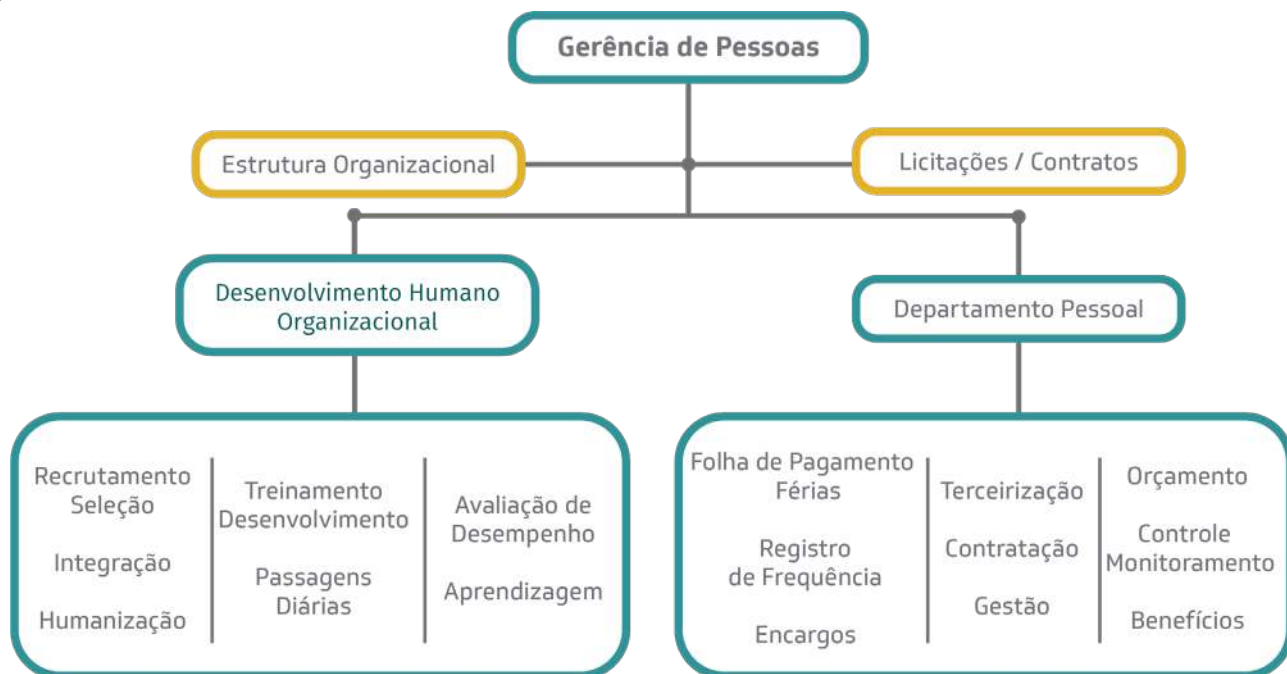 Gerência de Pessoas
Estrutura Organizacional
Licitações / Contratos
Desenvolvimento Humano
Organizacional
Departamento Pessoal
Recrutamento
Seleção
Integração
Humanização
Treinamento
Desenvolvimento
Passagens
Diárias
Avaliação de
Desempenho
Aprendizagem
Folha de Pagamento
Férias
Registro
de Frequência
Encargos
Terceirização
Contratação
Gestão
Orçamento
Controle
Monitoramento
Benefícios